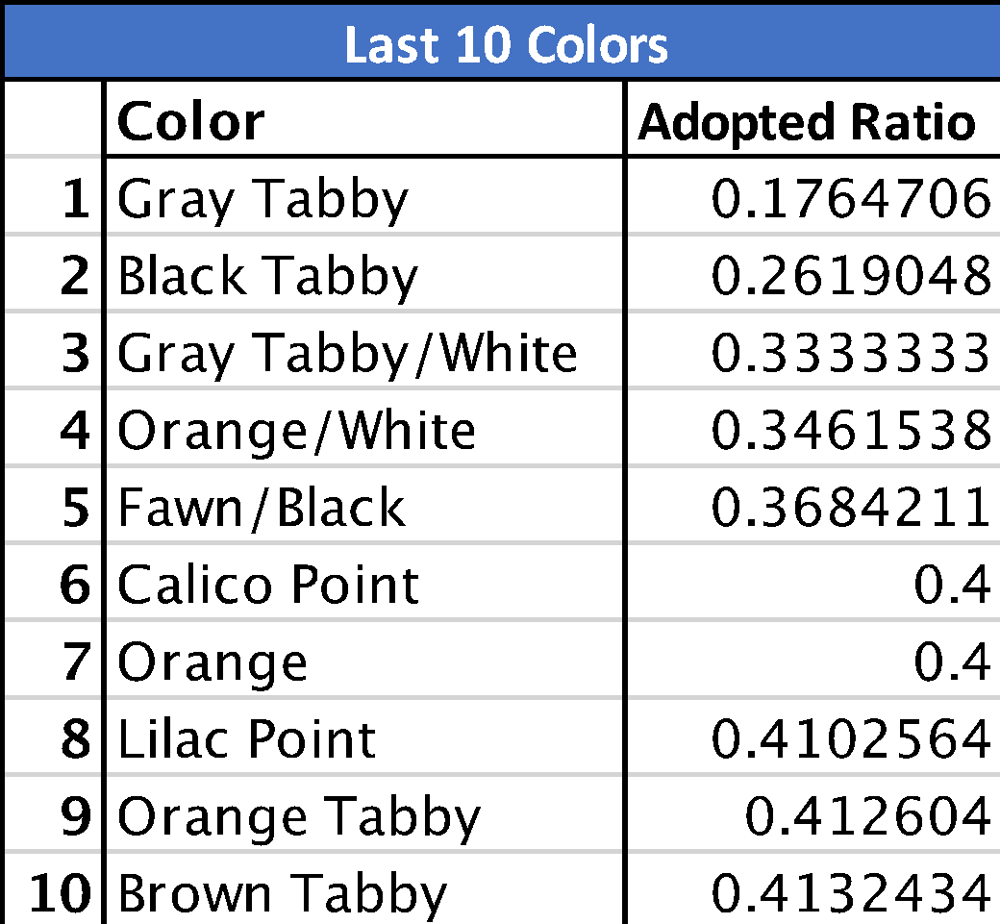 Last 10 Colors
Color Adopted Ratio
1 Gray Tabby 0.1764706
2 Black Tabby 0.2619048
3 Gray Tabby/White 0.3333333
4 Orange/White 0.3461538
5 Fawn/Black 0.3684211
6 Calico Point 0.4
7 Orange 0.4
8 Lilac Point 0.4102564
9 Orange Tabby 0.412604
10 Brown Tabby 0.4132434